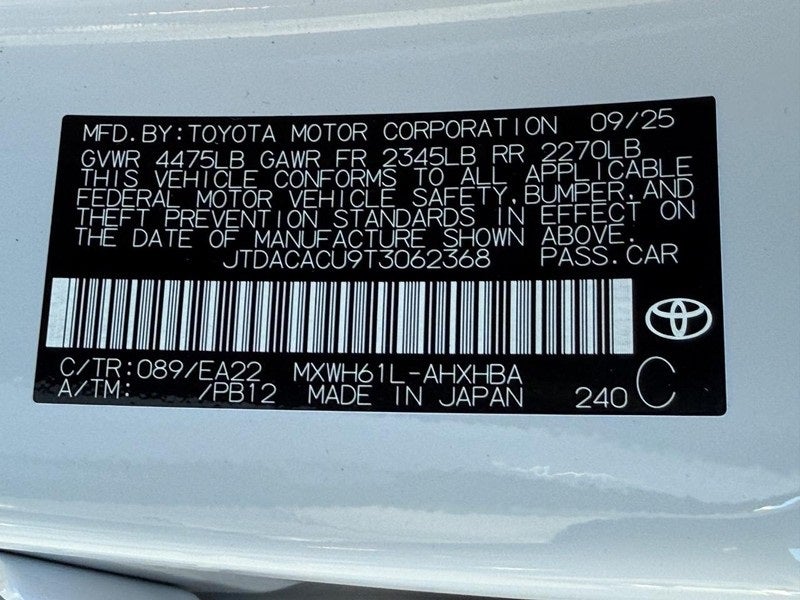 MFD.BY:TOYOTA MOTOR CORPORATION 09/25
GVWR 4475LB GAWR FR 2345LB RR 2270LB
THIS VEHICLE CONFORMS TO ALL APPLICABLE
FEDERAL MOTOR VEHICLE SAFETY,BUMPER,AND
THEFT PREVENTION STANDARDS IN EFFECT ON
THE DATE OF MANUFACTURE SHOWN ABOVE.
JTDACACU9T3062368 PASS.CAR
C/TR:089/EA22 MXWH61L-AHXHBA
A/TM: /PB12 MADE IN JAPAN 240 C